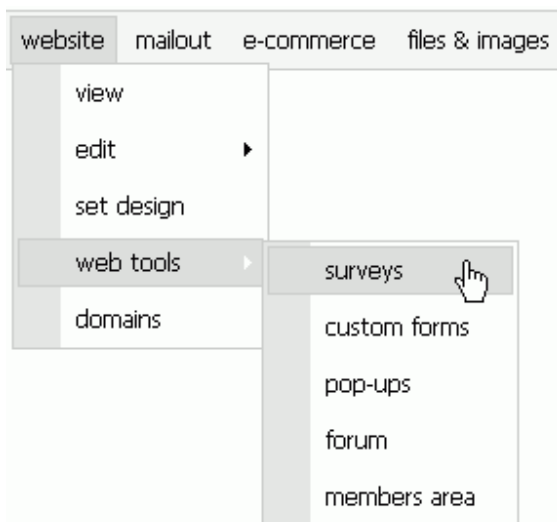 website mailout e-commerce files & images
view
edit
set design
web tools
domains
surveys
custom forms
pop-ups
forum
members area